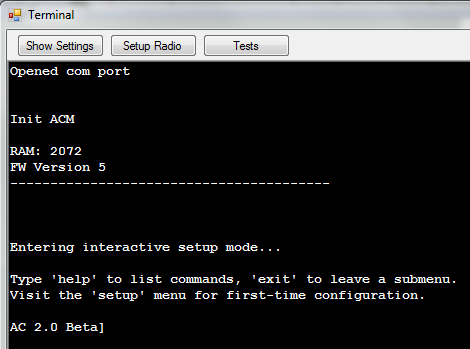 Terminal
Show Settings Setup Radio Tests
Opened com port
Init ACM
RAM: 2072
FW Version 5
----------------------------------------
Entering interactive setup mode...
Type 'help' to list commands, 'exit' to leave a submenu.
Visit the 'setup' menu for first-time configuration.
AC 2.0 Beta]